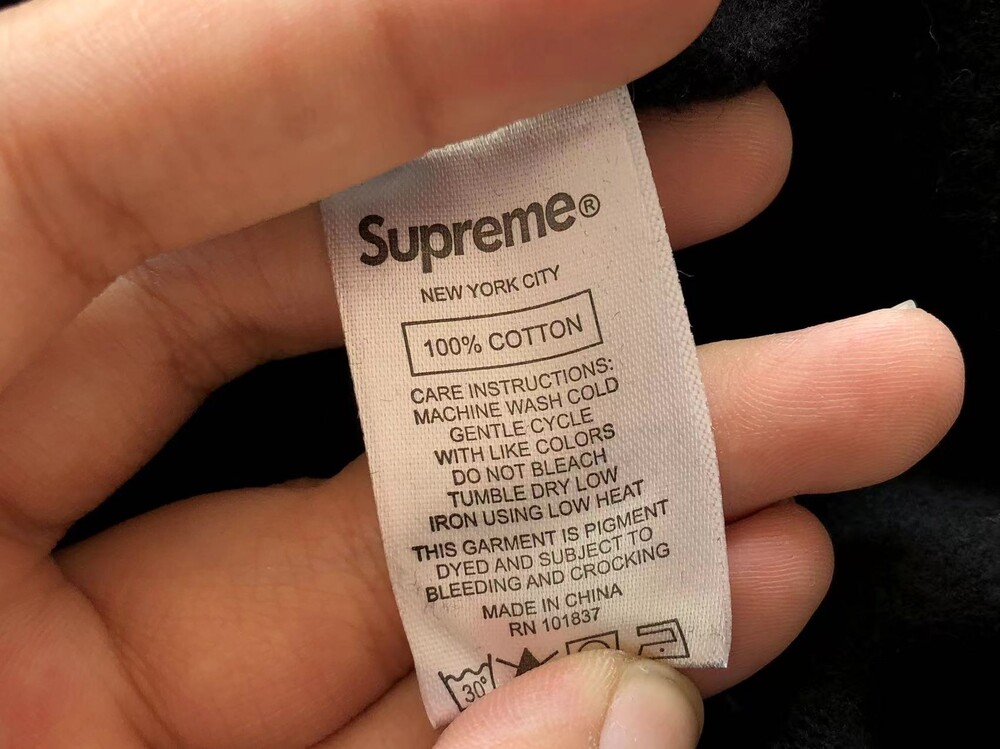 Supreme®
NEW YORK CITY
100% COTTON
CARE INSTRUCTIONS:
MACHINE WASH COLD
GENTLE CYCLE
WITH LIKE COLORS
DO NOT BLEACH
TUMBLE DRY LOW
IRON USING LOW HEAT
THIS GARMENT IS PIGMENT
DYED AND SUBJECT TO
BLEEDING AND CROCKING
MADE IN CHINA
RN 101837
30°